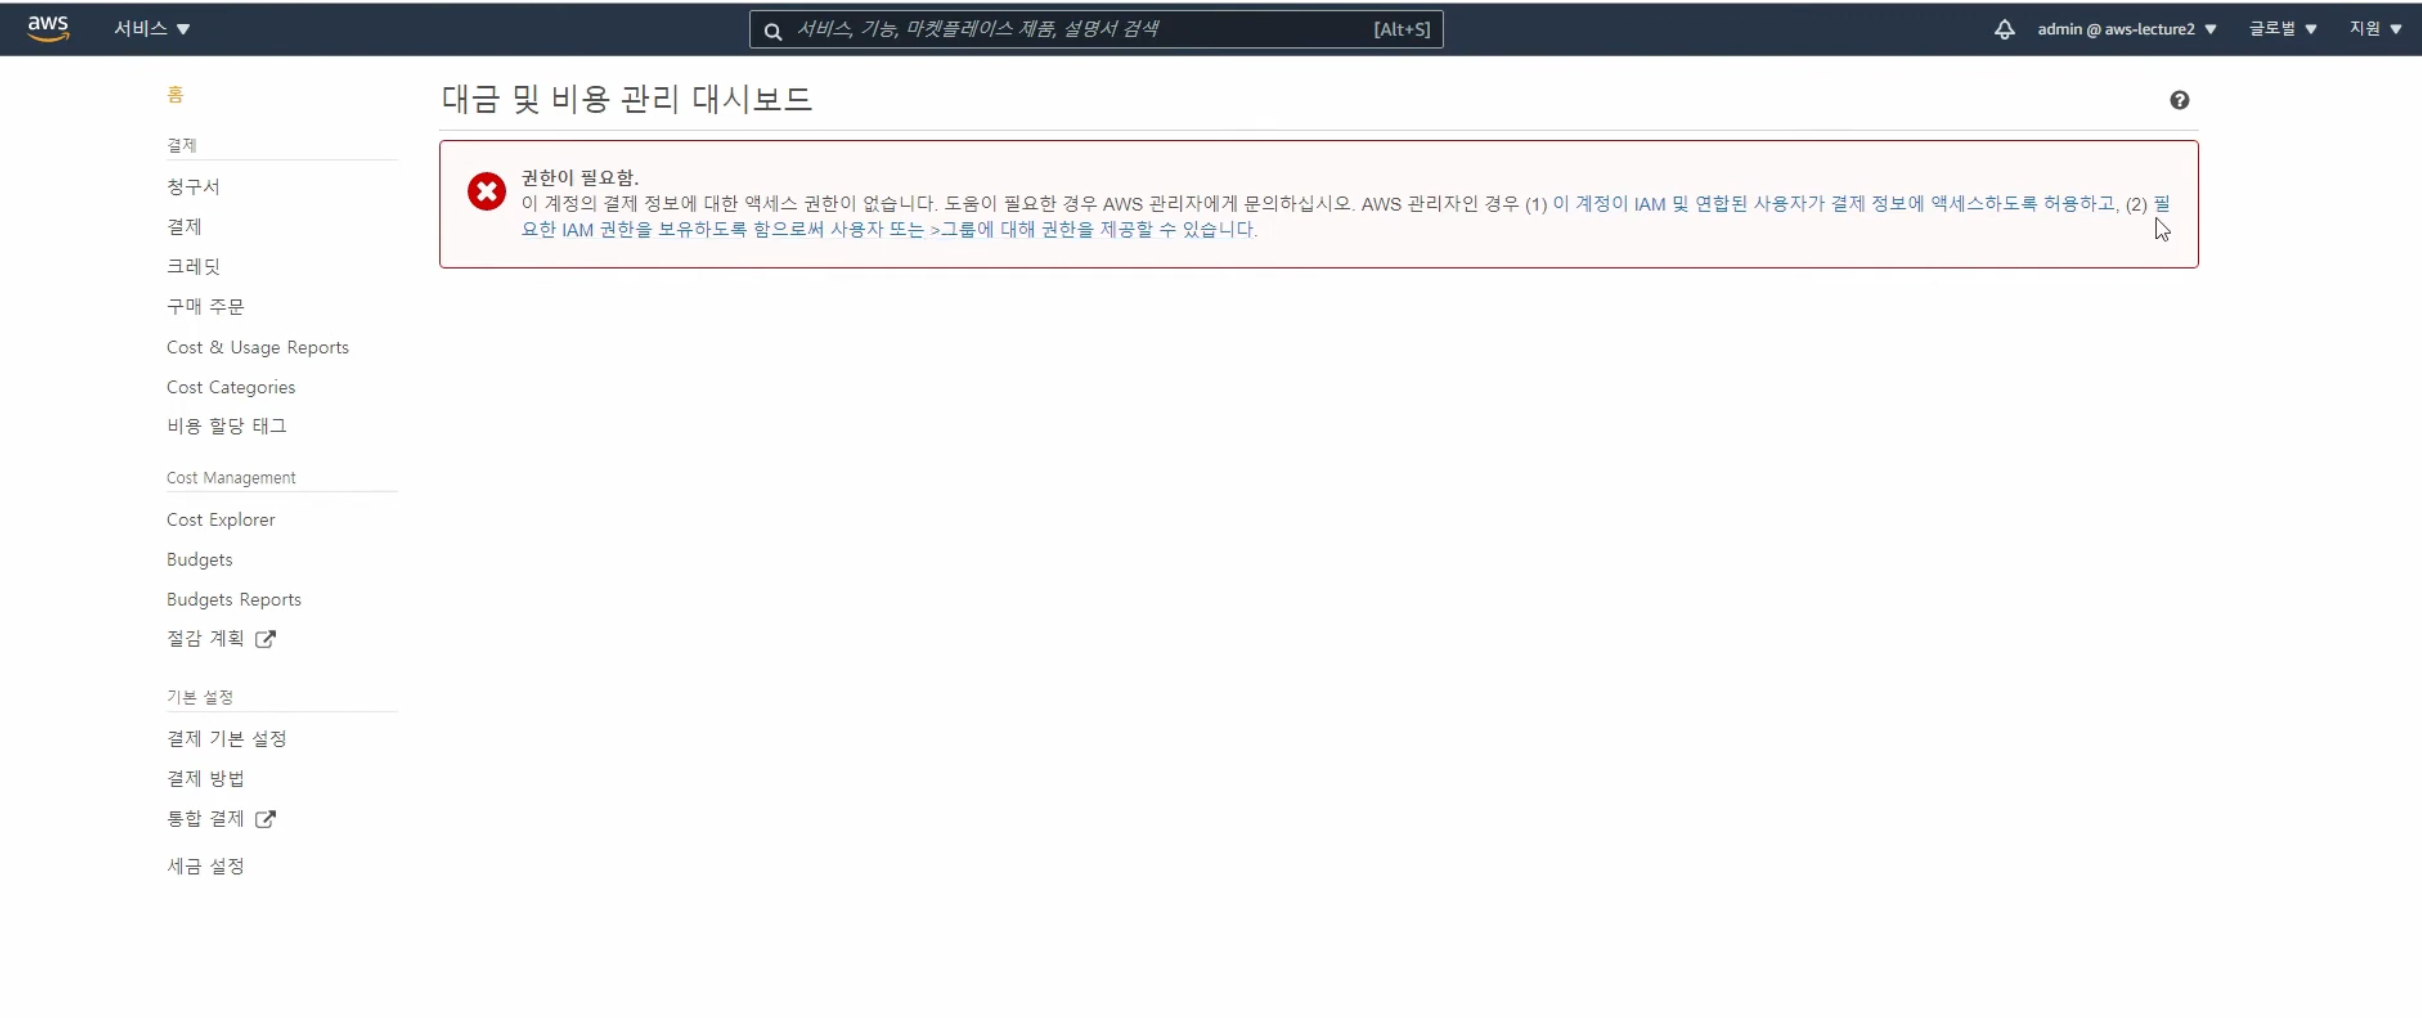 aws 서비스 ▼ 서비스, 기능, 마켓플레이스 제품, 설명서 검색 [Alt+S] admin @ aws-lecture2 ▼ 글로벌 ▼ 지원 ▼
홈
결제
청구서
결제
크레딧
구매 주문
Cost & Usage Reports
Cost Categories
비용 할당 태그
Cost Management
Cost Explorer
Budgets
Budgets Reports
절감 계획
기본 설정
결제 기본 설정
결제 방법
통합 결제
세금 설정
대금 및 비용 관리 대시보드
권한이 필요함.
이 계정의 결제 정보에 대한 액세스 권한이 없습니다. 도움이 필요한 경우 AWS 관리자에게 문의하십시오. AWS 관리자인 경우 (1) 이 계정이 IAM 및 연합된 사용자가 결제 정보에 액세스하도록 허용하고, (2) 필
요한 IAM 권한을 보유하도록 함으로써 사용자 또는 >그룹에 대해 권한을 제공할 수 있습니다.